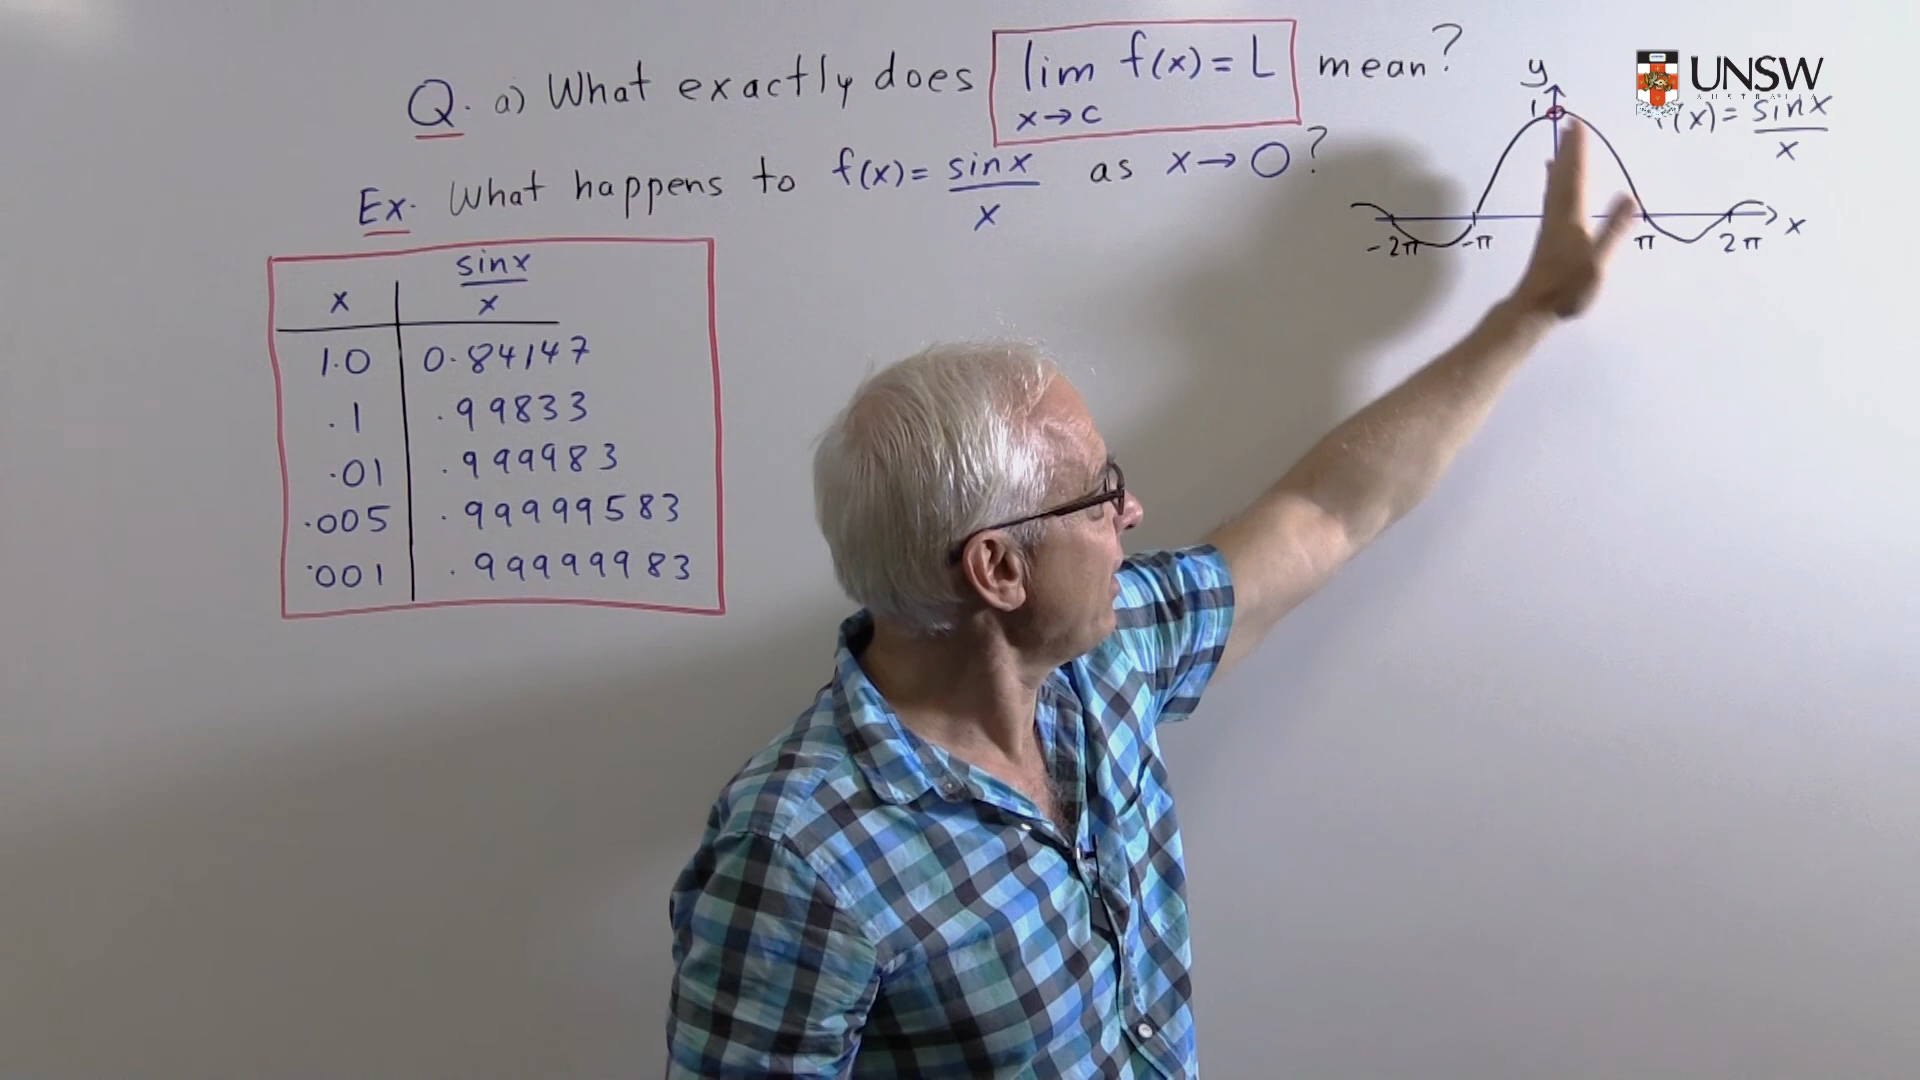 Q. a) What exactly does lim f(x) = L mean?
x→c
Ex. What happens to f(x) = sinx/x as x→0?
x | sinx/x
1.0 | 0.84147
.1 | .99833
.01 | .999983
.005 | .99999583
.001 | .99999983
y
1
-2π -π π 2π x
(x) = sinx/x
UNSW
AUSTRALIA